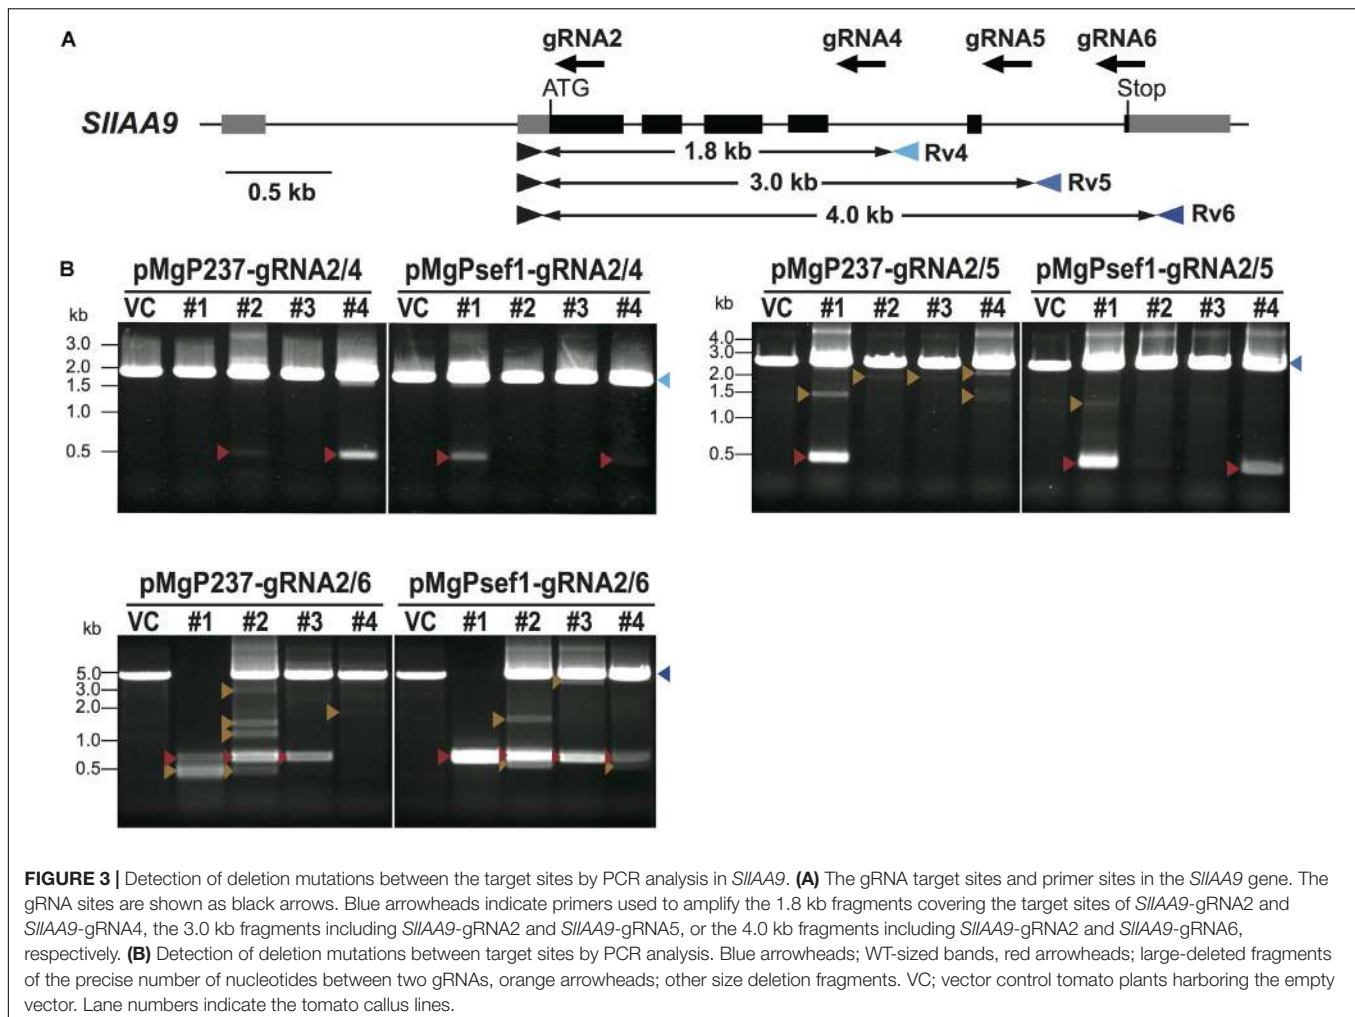 A
gRNA2 gRNA4 gRNA5 gRNA6
ATG Stop
SlIAA9
1.8 kb Rv4
0.5 kb 3.0 kb Rv5
4.0 kb Rv6
B
pMgP237-gRNA2/4 pMgPsef1-gRNA2/4
VC #1 #2 #3 #4 #1 #2 #3 #4
VC
kb
3.0
2.0
1.5
1.0
0.5
pMgP237-gRNA2/5 pMgPsef1-gRNA2/5
VC #1 #2 #3 #4 VC #1 #2 #3 #4
kb
4.0
3.0
2.0
1.5
1.0
0.5
pMgP237-gRNA2/6 pMgPsef1-gRNA2/6
VC #1 #2 #3 #4 VC #1 #2 #3 #4
kb
5.0
3.0
2.0
1.0
0.5
FIGURE 3 | Detection of deletion mutations between the target sites by PCR analysis in SlIAA9. (A) The gRNA target sites and primer sites in the SlIAA9 gene. The
gRNA sites are shown as black arrows. Blue arrowheads indicate primers used to amplify the 1.8 kb fragments covering the target sites of SlIAA9-gRNA2 and
SlIAA9-gRNA4, the 3.0 kb fragments including SlIAA9-gRNA2 and SlIAA9-gRNA5, or the 4.0 kb fragments including SlIAA9-gRNA2 and SlIAA9-gRNA6,
respectively. (B) Detection of deletion mutations between target sites by PCR analysis. Blue arrowheads; WT-sized bands, red arrowheads; large-deleted fragments
of the precise number of nucleotides between two gRNAs, orange arrowheads; other size deletion fragments. VC; vector control tomato plants harboring the empty
vector. Lane numbers indicate the tomato callus lines.